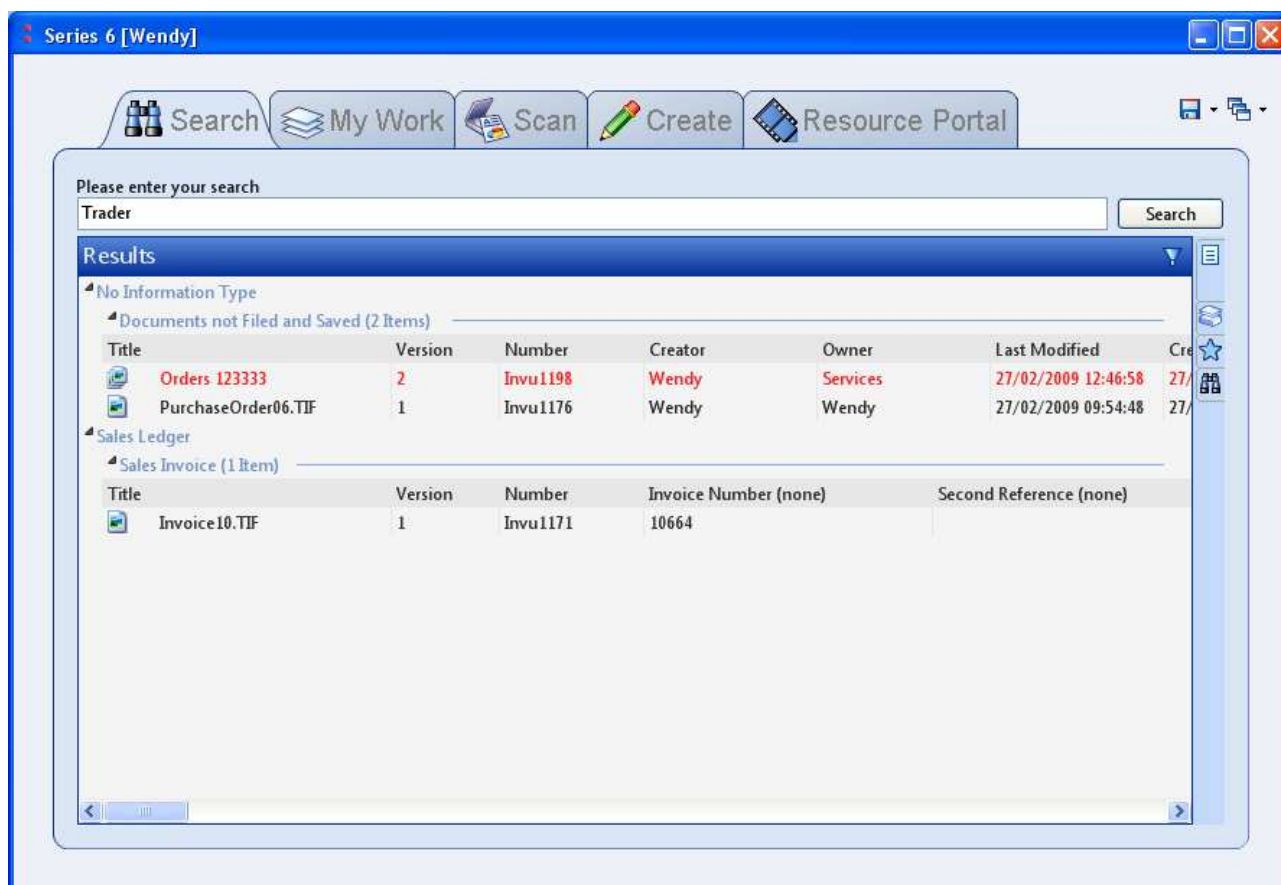 Series 6 [Wendy]
Search My Work Scan Create Resource Portal
Please enter your search
Trader Search
Results
No Information Type
Documents not Filed and Saved (2 Items)
Title Version Number Creator Owner Last Modified Cre
Orders 123333 2 Invu1198 Wendy Services 27/02/2009 12:46:58 27/
PurchaseOrder06.TIF 1 Invu1176 Wendy Wendy 27/02/2009 09:54:48 27/
Sales Ledger
Sales Invoice (1 Item)
Title Version Number Invoice Number (none) Second Reference (none)
Invoice10.TIF 1 Invu1171 10664